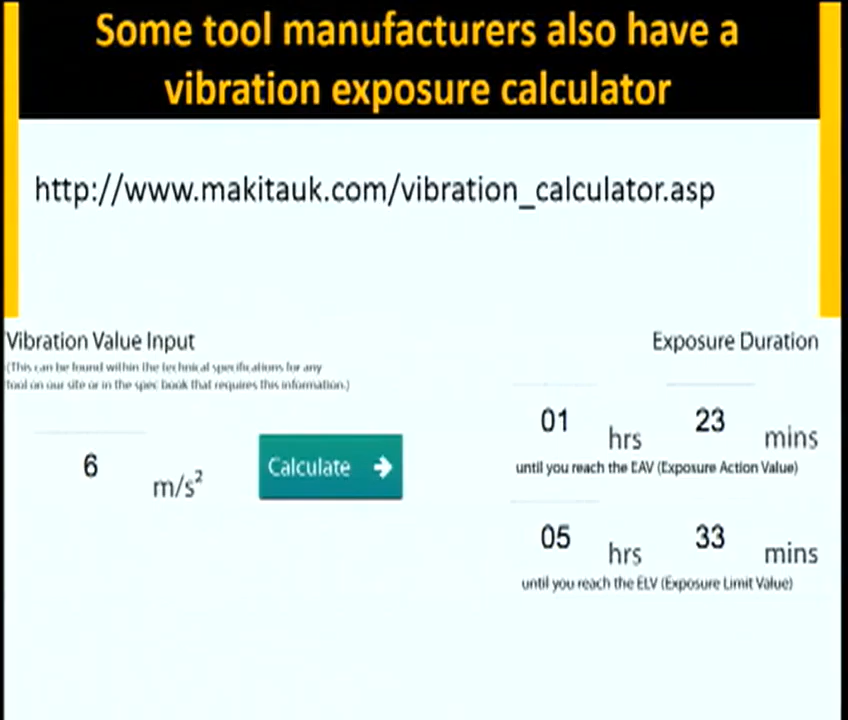 Some tool manufacturers also have a
vibration exposure calculator
http://www.makitauk.com/vibration_calculator.asp
Vibration Value Input
(This can be found within the technical specifications for any
tool on our site or in the spec book that requires this information.)
6 m/s²
Calculate
Exposure Duration
01 hrs 23 mins
until you reach the EAV (Exposure Action Value)
05 hrs 33 mins
until you reach the ELV (Exposure Limit Value)